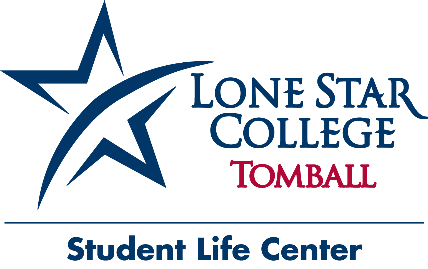 LONE STAR
COLLEGE
TOMBALL
Student Life Center